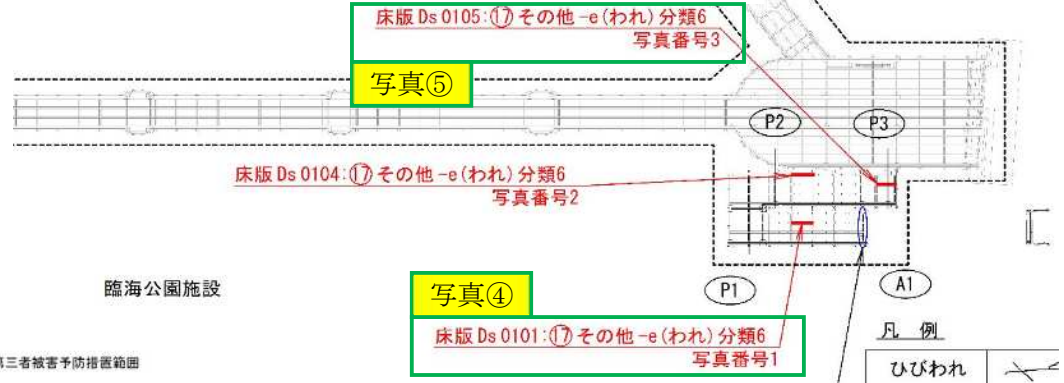 床版 Ds 0105:⑰ その他 -e (われ) 分類6
写真番号3
写真⑤
P2
P3
床版 Ds 0104:⑰ その他 -e (われ) 分類6
写真番号2
臨海公園施設
写真④
P1
A1
床版 Ds 0101:⑰ その他 -e (われ) 分類6
写真番号1
凡 例
第三者被害予防措置範囲
ひびわれ